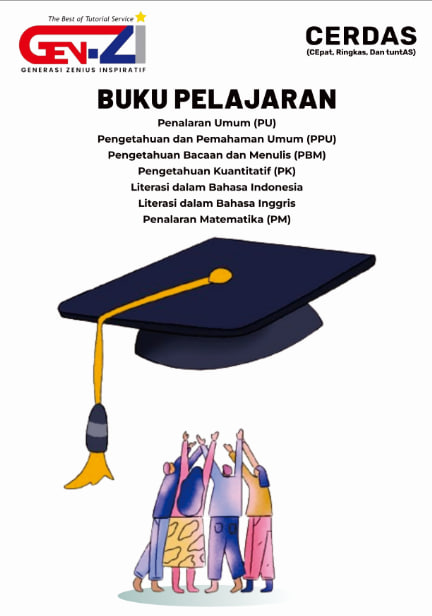 The Best of Tutorial Service
GEN-ZI
GENERASI ZENIUS INSPIRATIF
CERDAS
(CEpat, Ringkas, Dan tuntAS)
BUKU PELAJARAN
Penalaran Umum (PU)
Pengetahuan dan Pemahaman Umum (PPU)
Pengetahuan Bacaan dan Menulis (PBM)
Pengetahuan Kuantitatif (PK)
Literasi dalam Bahasa Indonesia
Literasi dalam Bahasa Inggris
Penalaran Matematika (PM)